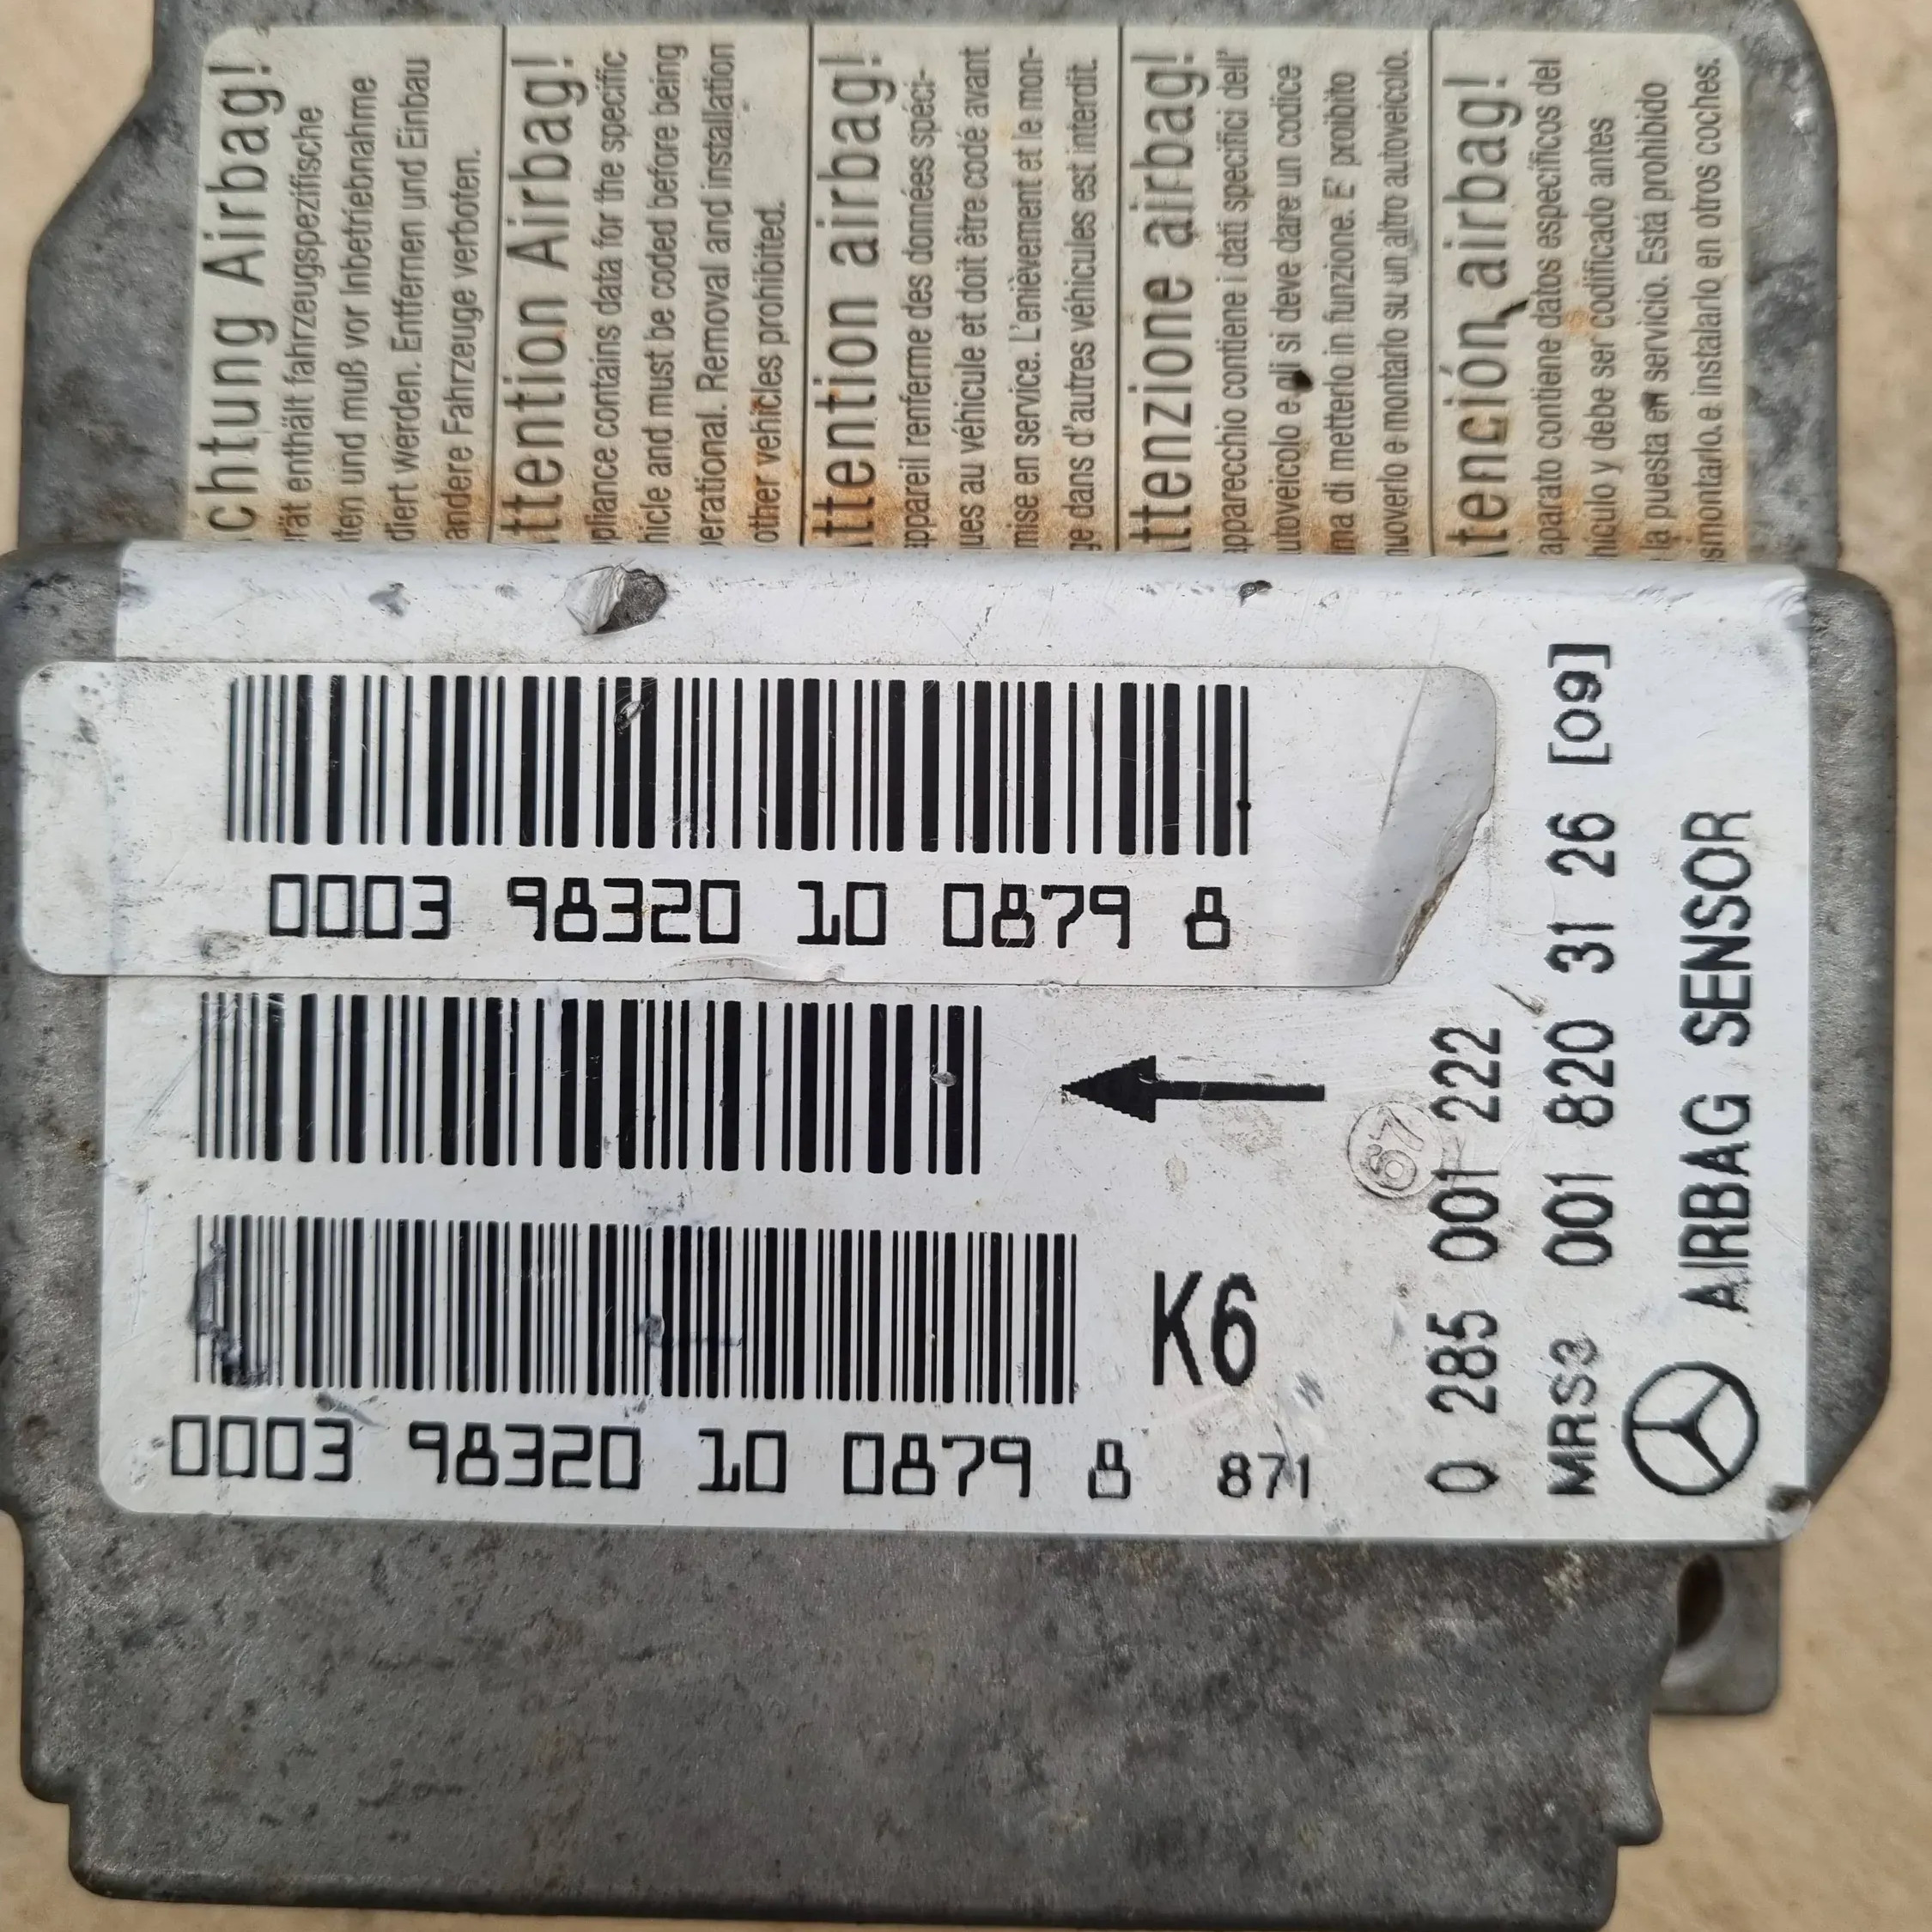 chtung Airbag!
rät enthält fahrzeugspezifische
ten und muß vor Inbetriebnahme
diert werden. Entfernen und Einbau
andere Fahrzeuge verboten.
ttention Airbag!
pliance contains data for the specific
hicle and must be coded before being
erational. Removal and installation
other vehicles prohibited.
ttention airbag!
appareil renferme des données spéci-
ues au véhicule et doit être codé avant
mise en service. L'enièvement et le mon-
ge dans d'autres véhicules est interdit.
ttenzione airbag!
apparecchio contiene i dati specifici dell'
utoveicolo e gli si deve dare un codice
ma di metterlo in funzione. E' proibito
nuoverlo e montarlo su un altro autoveicolo.
tención airbag!
aparato contiene datos específicos del
hículo y debe ser codificado antes
la puesta en servicio. Está prohibido
smontarlo e instalarlo en otros coches.
0003 98320 10 0879 8
K6
0003 98320 10 0879 8 871
67
0 285 001 222
MRS3 001 820 31 26 [09]
AIRBAG SENSOR